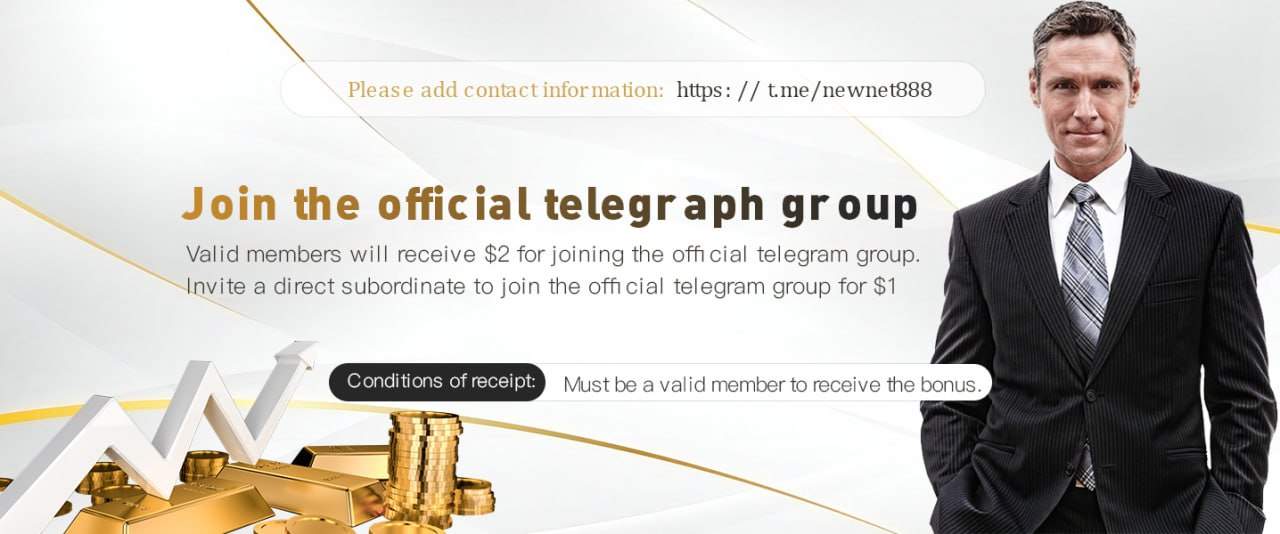 Please add contact information: https: // t.me/newnet888
Join the official telegraph group
Valid members will receive $2 for joining the official telegram group.
Invite a direct subordinate to join the official telegram group for $1
Conditions of receipt: Must be a valid member to receive the bonus.